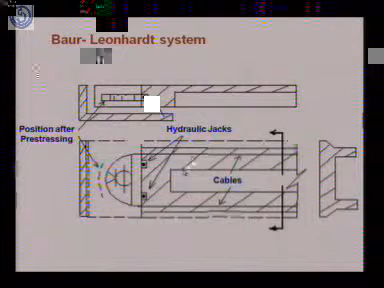 Baur- Leonhardt system
Position after
Prestressing
Hydraulic Jacks
Cables